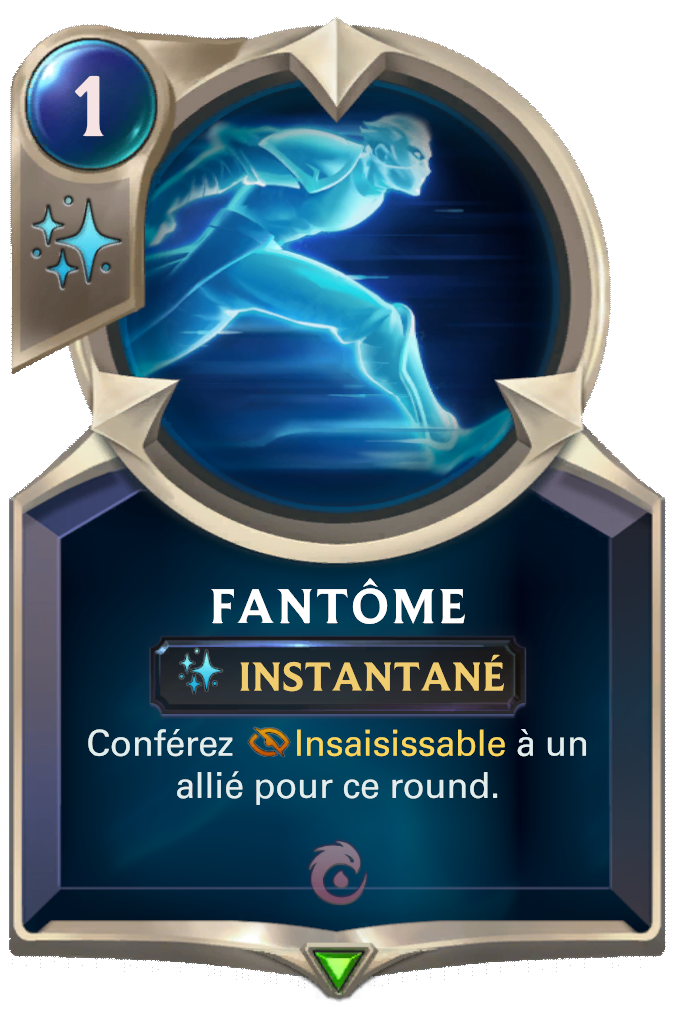 1
FANTÔME
INSTANTANÉ
Conférez Insaisissable à un
allié pour ce round.